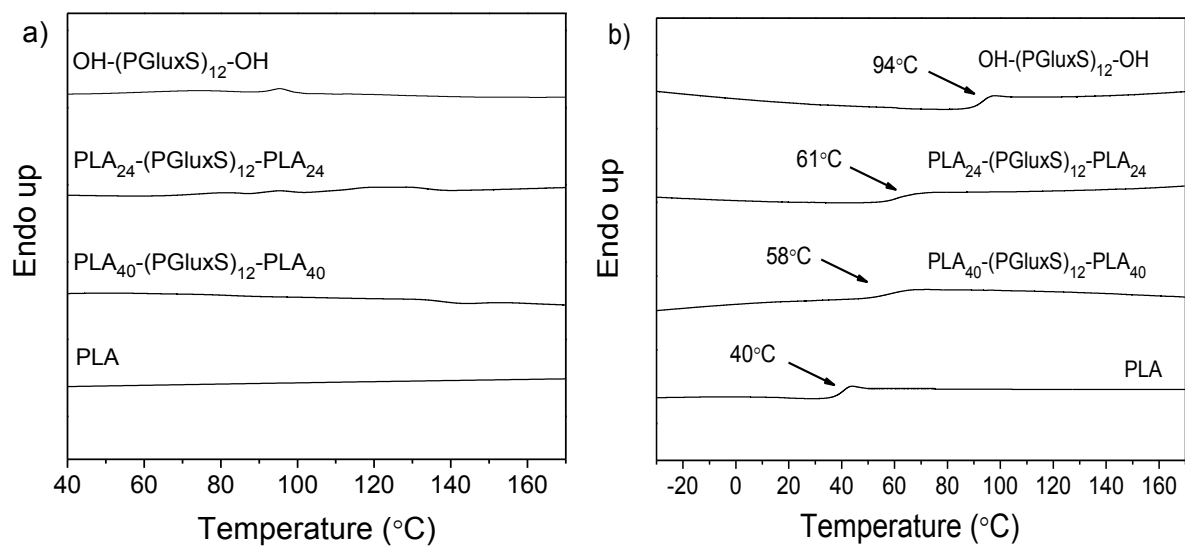 a)
OH-(PGluxS)12-OH
PLA24-(PGluxS)12-PLA24
PLA40-(PGluxS)12-PLA40
PLA
Endo up
40 60 80 100 120 140 160
Temperature (°C)
b)
94°C
OH-(PGluxS)12-OH
61°C
PLA24-(PGluxS)12-PLA24
58°C
PLA40-(PGluxS)12-PLA40
40°C
PLA
Endo up
-20 0 20 40 60 80 100 120 140 160
Temperature (°C)